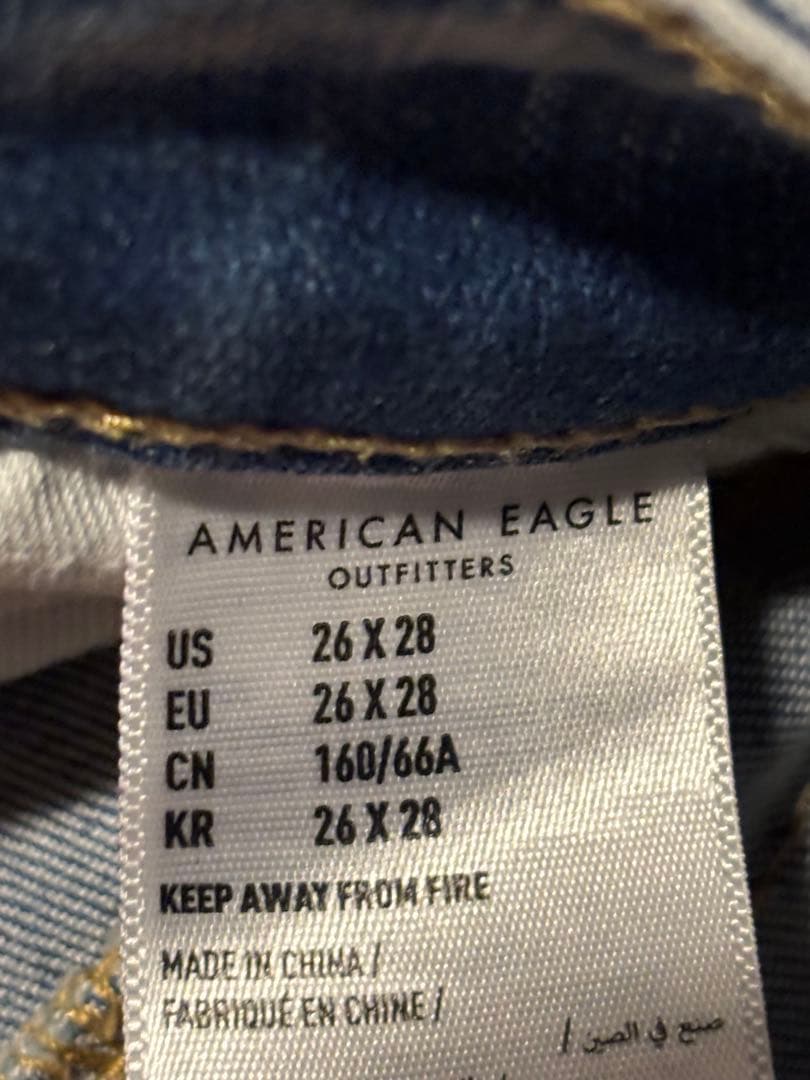 AMERICAN EAGLE
OUTFITTERS
US 26 X 28
EU 26 X 28
CN 160/66A
KR 26 X 28
KEEP AWAY FROM FIRE
MADE IN CHINA /
FABRIQUÉ EN CHINE /
صنع في الصين /